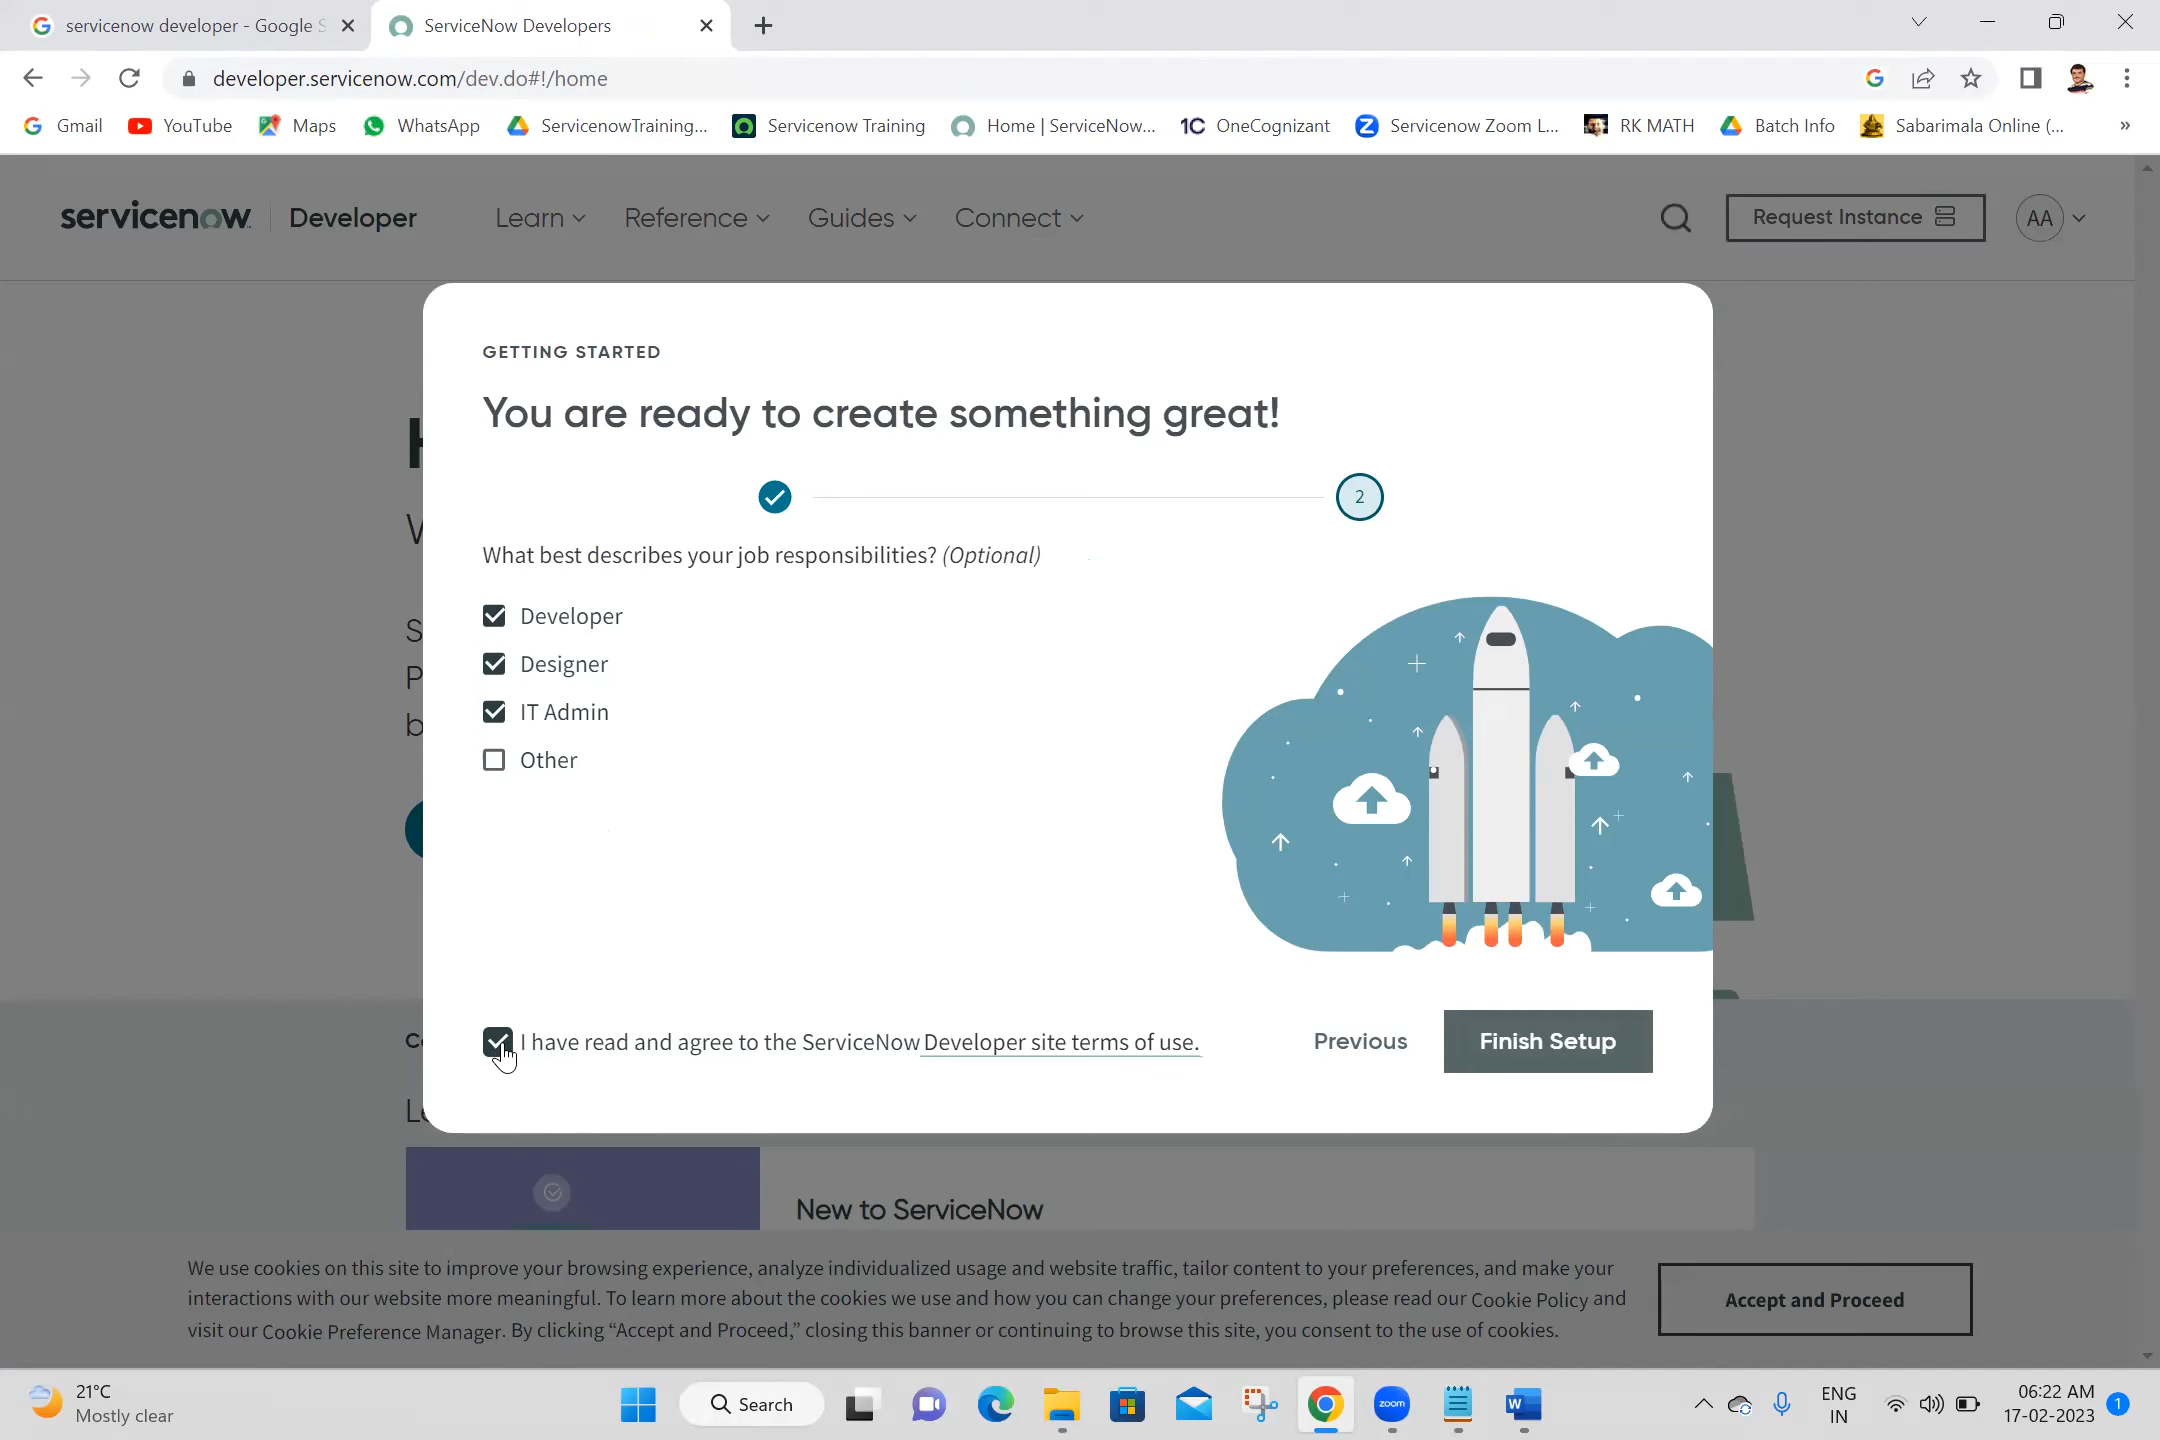 servicenow developer - Google S
ServiceNow Developers
developer.servicenow.com/dev.do#!/home
Gmail YouTube Maps WhatsApp ServicenowTraining... Servicenow Training Home | ServiceNow... 1C OneCognizant Servicenow Zoom L... RK MATH Batch Info Sabarimala Online (... »
servicenow Developer Learn Reference Guides Connect Request Instance AA
GETTING STARTED
You are ready to create something great!
2
What best describes your job responsibilities? (Optional)
Developer
Designer
IT Admin
Other
I have read and agree to the ServiceNow Developer site terms of use. Previous Finish Setup
New to ServiceNow
We use cookies on this site to improve your browsing experience, analyze individualized usage and website traffic, tailor content to your preferences, and make your
interactions with our website more meaningful. To learn more about the cookies we use and how you can change your preferences, please read our Cookie Policy and
visit our Cookie Preference Manager. By clicking “Accept and Proceed,” closing this banner or continuing to browse this site, you consent to the use of cookies.
Accept and Proceed
21°C
Mostly clear
Search
zoom
W
ENG
IN
06:22 AM
17-02-2023
1